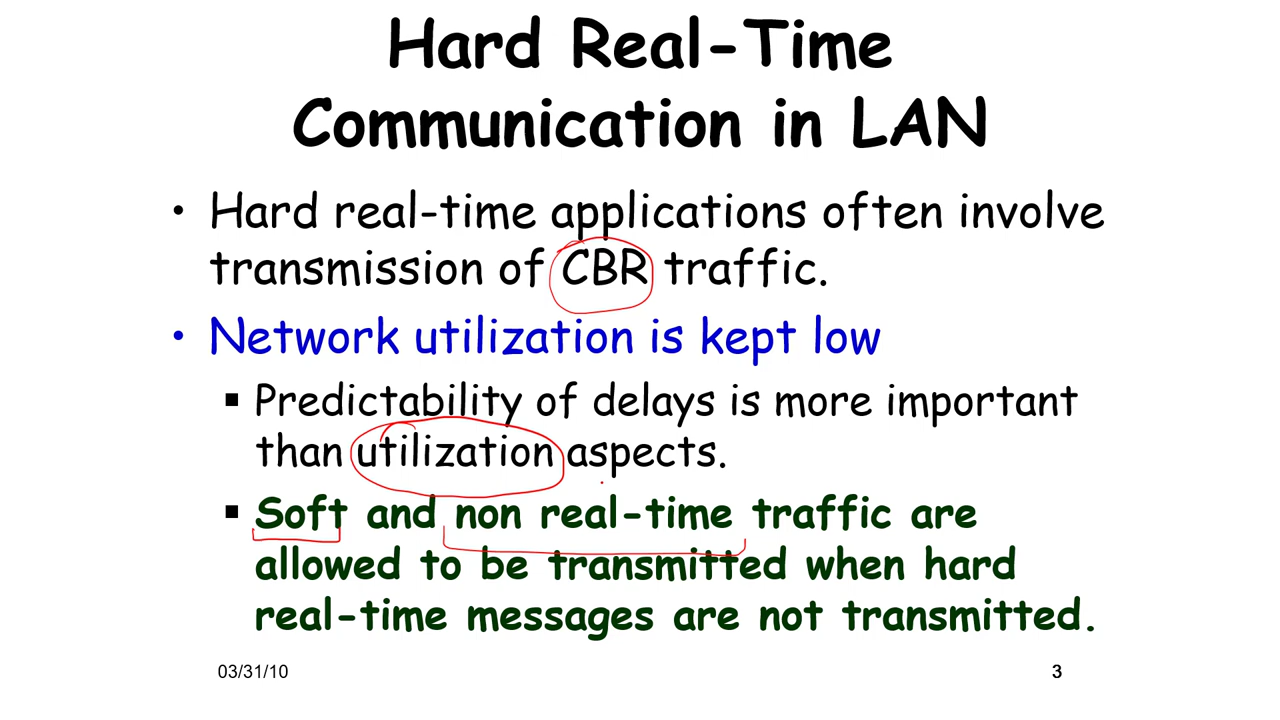 Hard Real-Time
Communication in LAN
• Hard real-time applications often involve
transmission of CBR traffic.
• Network utilization is kept low
▪ Predictability of delays is more important
than utilization aspects.
▪ Soft and non real-time traffic are
allowed to be transmitted when hard
real-time messages are not transmitted.
03/31/10
3